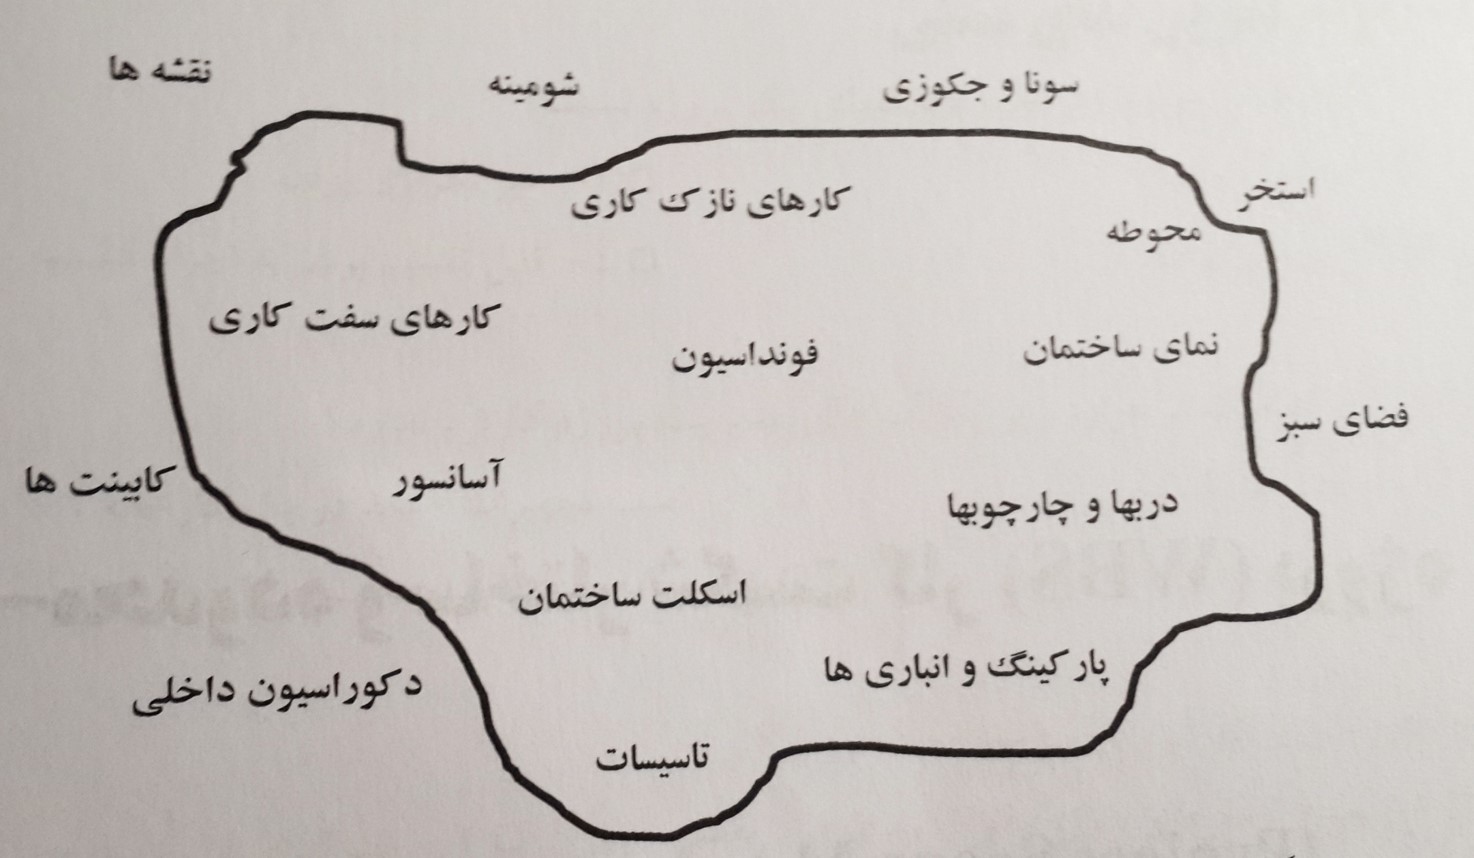 نقشه ها
شومینه
سونا و جکوزی
استخر
کارهای نازک کاری
محوطه
کارهای سفت کاری
فونداسیون
نمای ساختمان
فضای سبز
کابینت ها
آسانسور
دربها و چارچوبها
اسکلت ساختمان
پارکینگ و انباری ها
دکوراسیون داخلی
تاسیسات